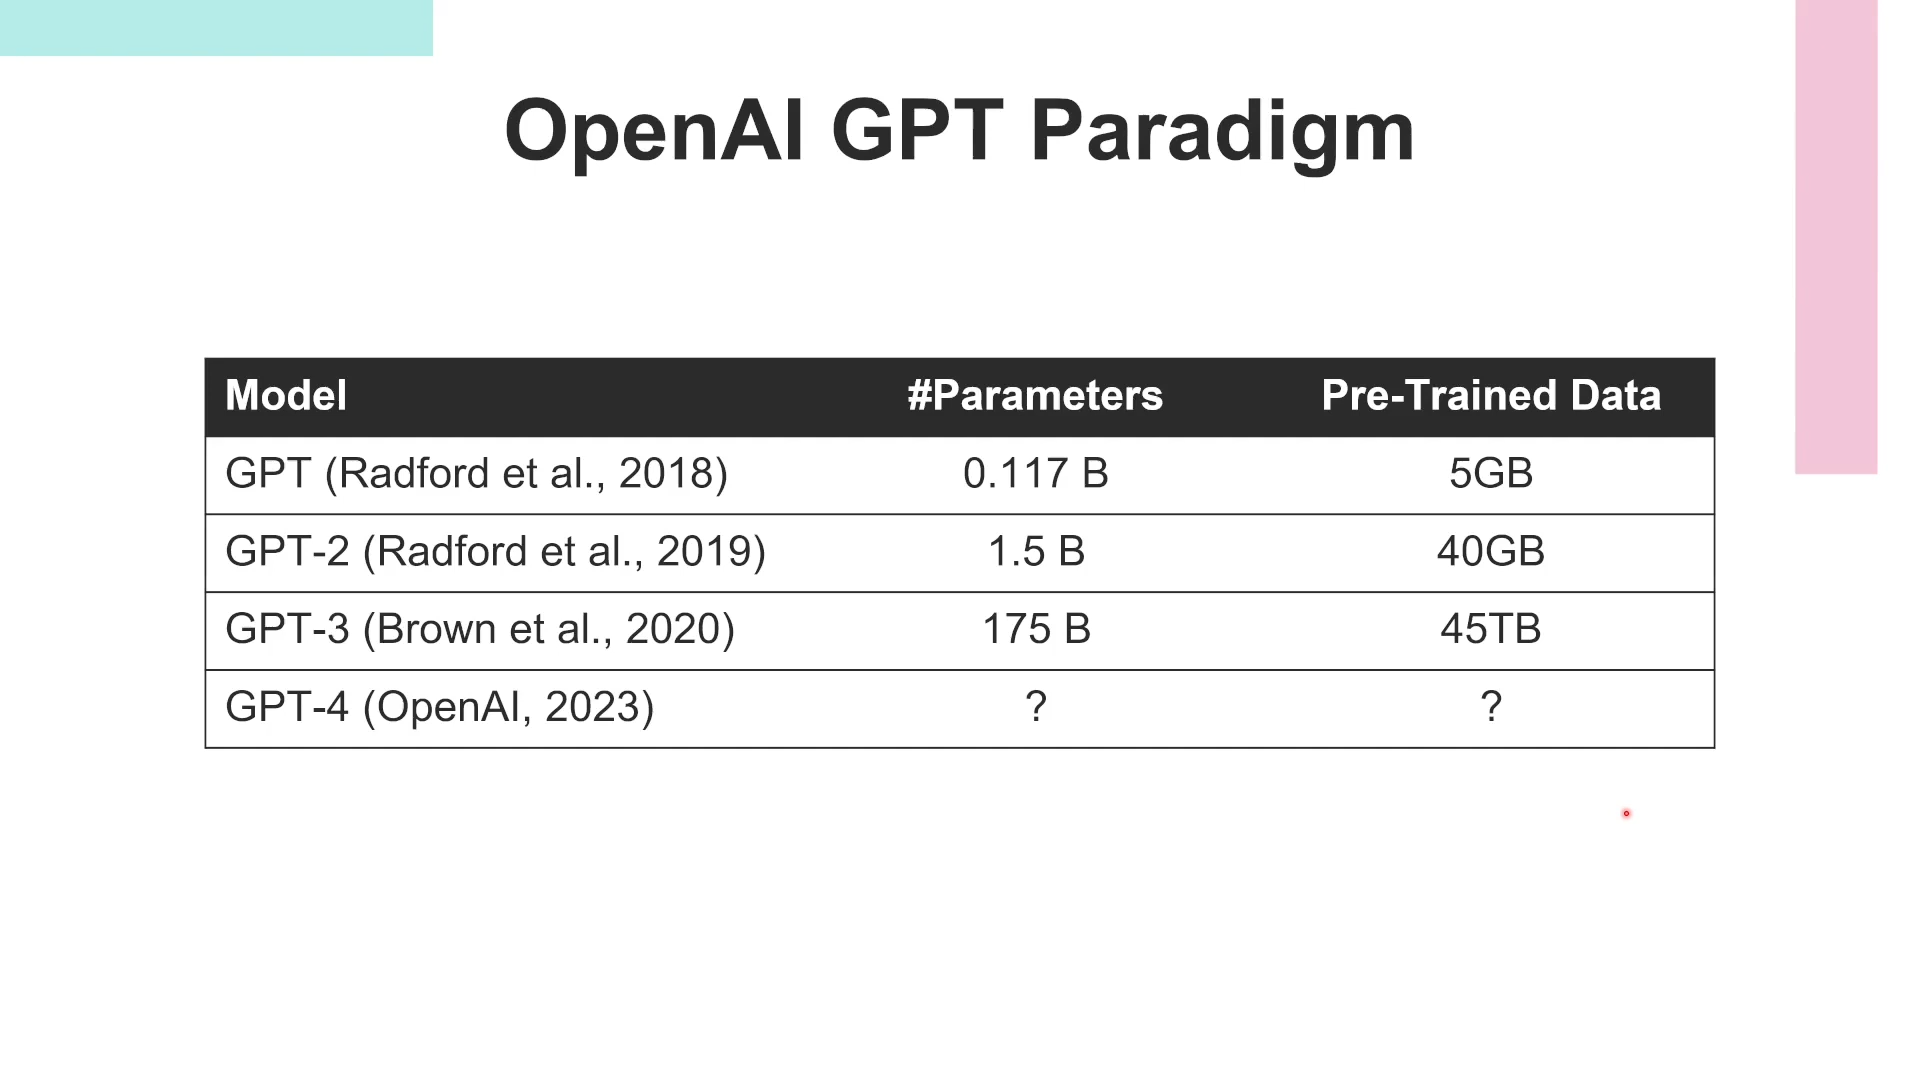 OpenAI GPT Paradigm
Model #Parameters Pre-Trained Data
GPT (Radford et al., 2018) 0.117 B 5GB
GPT-2 (Radford et al., 2019) 1.5 B 40GB
GPT-3 (Brown et al., 2020) 175 B 45TB
GPT-4 (OpenAI, 2023) ? ?